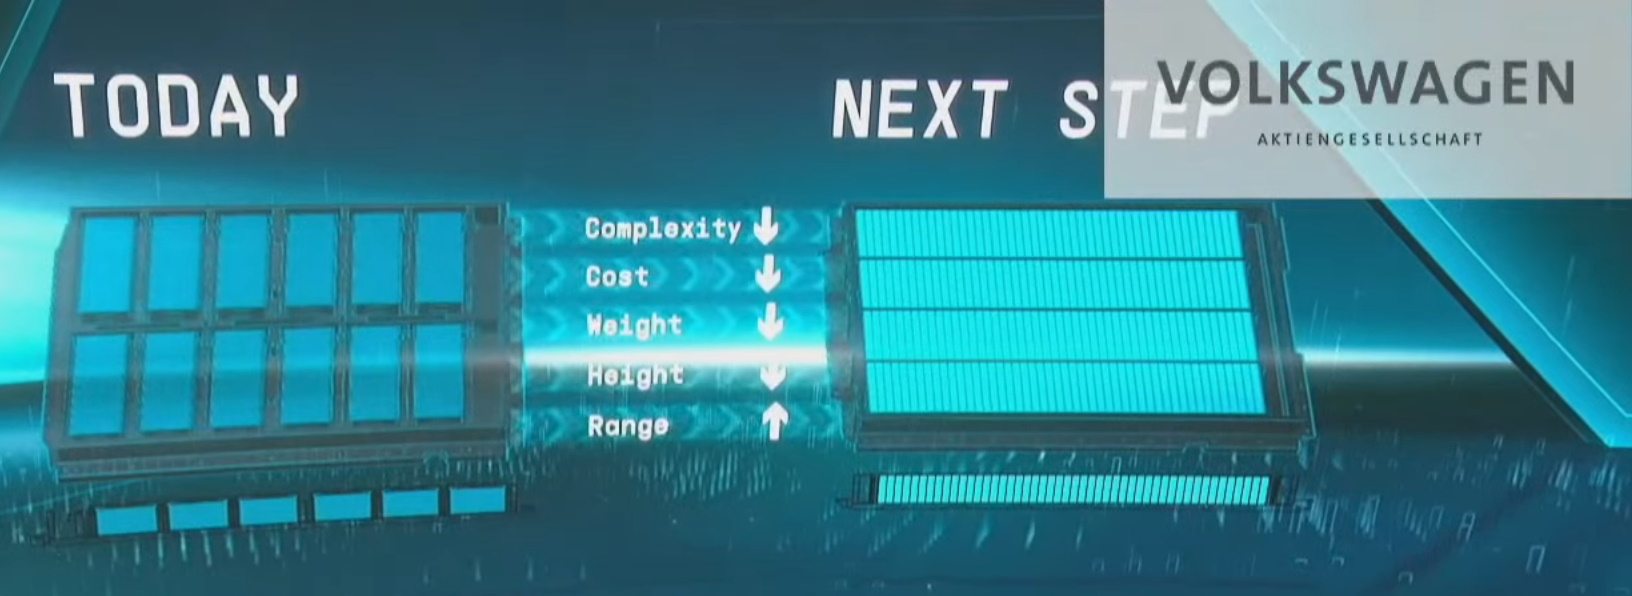 TODAY
NEXT STEP
VOLKSWAGEN
AKTIENGESELLSCHAFT
Complexity ↓
Cost ↓
Weight ↓
Height ↓
Range ↑